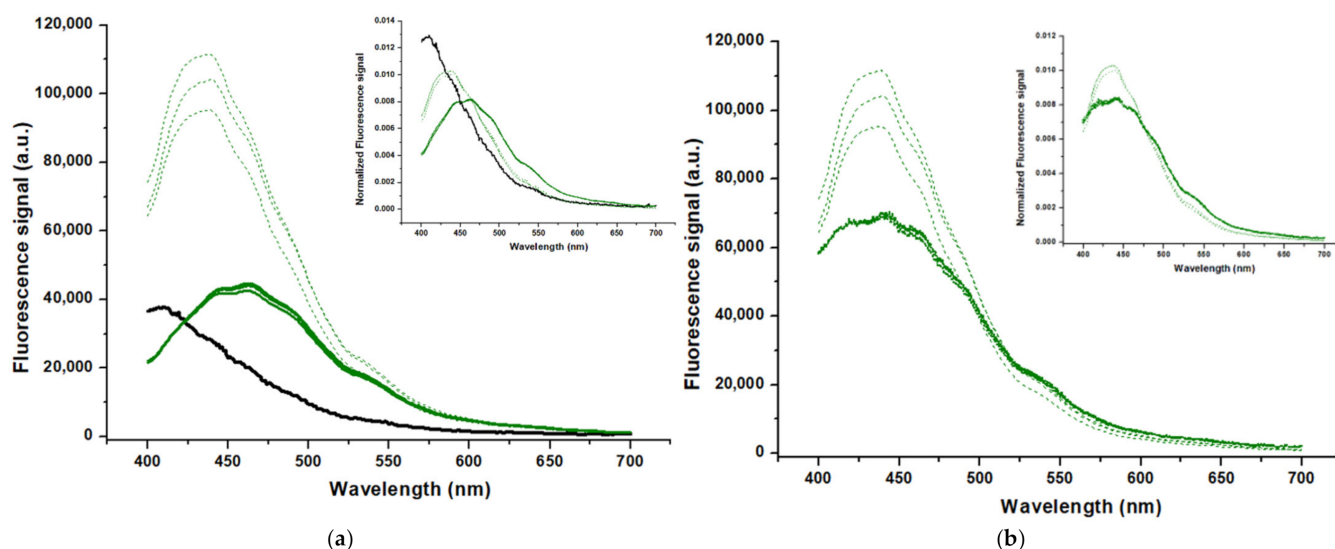 120,000
100,000
80,000
60,000
40,000
20,000
0
400 450 500 550 600 650 700
Fluorescence signal (a.u.)
Wavelength (nm)
0.014
0.012
0.010
0.008
0.006
0.004
0.002
0.000
400 450 500 550 600 650 700
Normalized Fluorescence signal
Wavelength (nm)
(a)
120,000
100,000
80,000
60,000
40,000
20,000
0
400 450 500 550 600 650 700
Fluorescence signal (a.u.)
Wavelength (nm)
0.012
0.010
0.008
0.006
0.004
0.002
0.000
400 450 500 550 600 650 700
Normalized Fluorescence signal
Wavelength (nm)
(b)